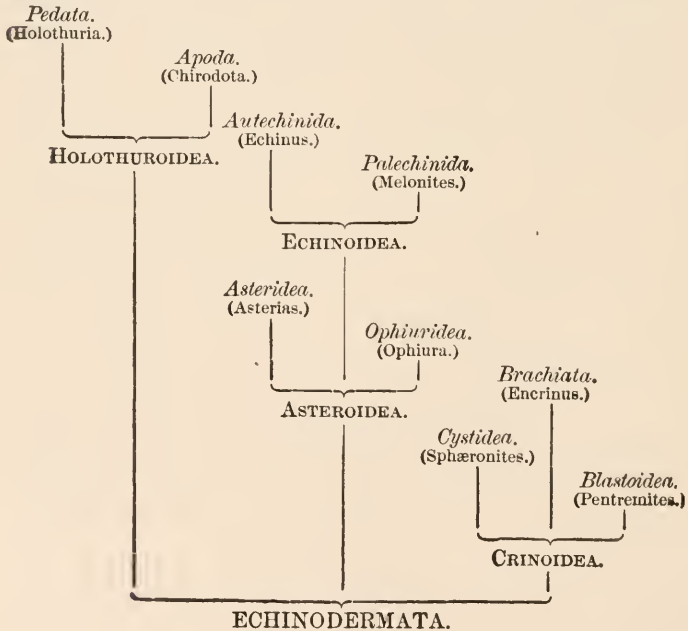 Pedata.
(Holothuria.)
Apoda.
(Chirodota.)
Autechinida.
(Echinus.)
HOLOTHUROIDEA.
Palechinida.
(Melonites.)
ECHINOIDEA.
Asteridea.
(Asterias.)
Ophiuridea.
(Ophiura.)
Brachiata.
(Encrinus.)
ASTEROIDEA.
Cystidea.
(Sphæronites.)
Blastoidea.
(Pentremites.)
CRINOIDEA.
ECHINODERMATA.